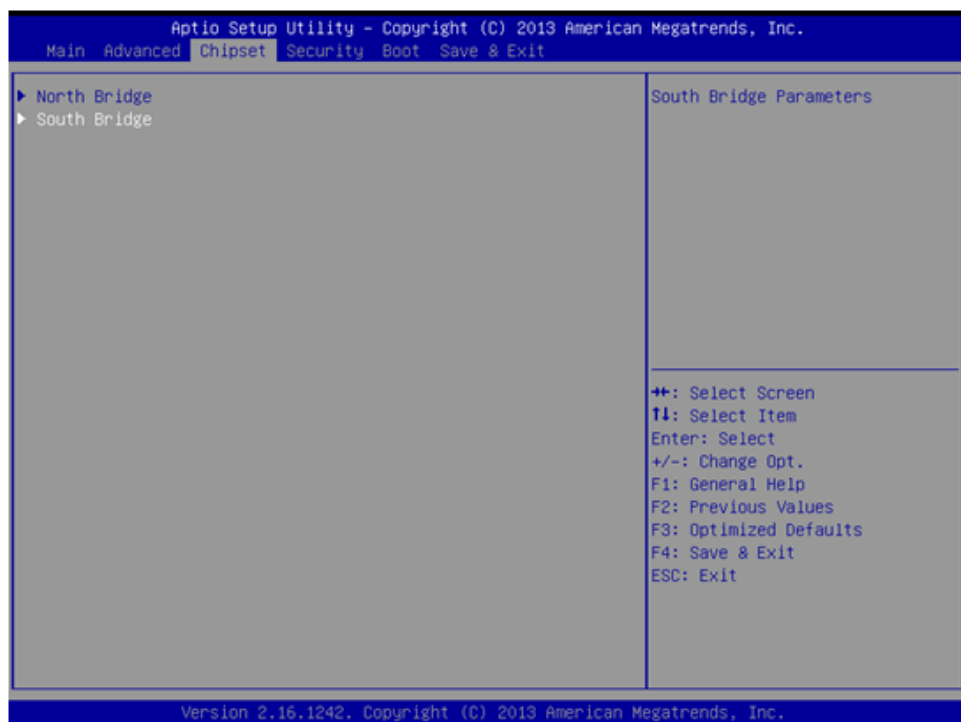 Aptio Setup Utility – Copyright (C) 2013 American Megatrends, Inc.
Main Advanced Chipset Security Boot Save & Exit
▶ North Bridge
▶ South Bridge
South Bridge Parameters
→←: Select Screen
↑↓: Select Item
Enter: Select
+/-: Change Opt.
F1: General Help
F2: Previous Values
F3: Optimized Defaults
F4: Save & Exit
ESC: Exit
Version 2.16.1242. Copyright (C) 2013 American Megatrends, Inc.